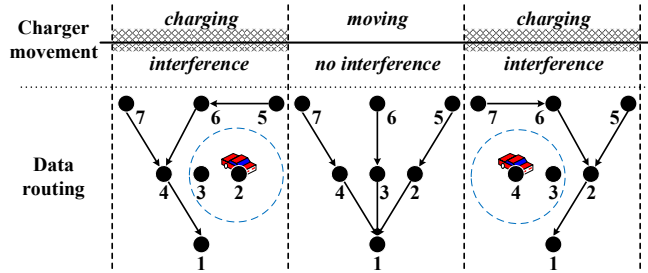 Charger movement
charging
moving
charging
interference
no interference
interference
Data routing
7 6 5
4 3 2
1
7 6 5
4 3 2
1
7 6 5
4 3 2
1